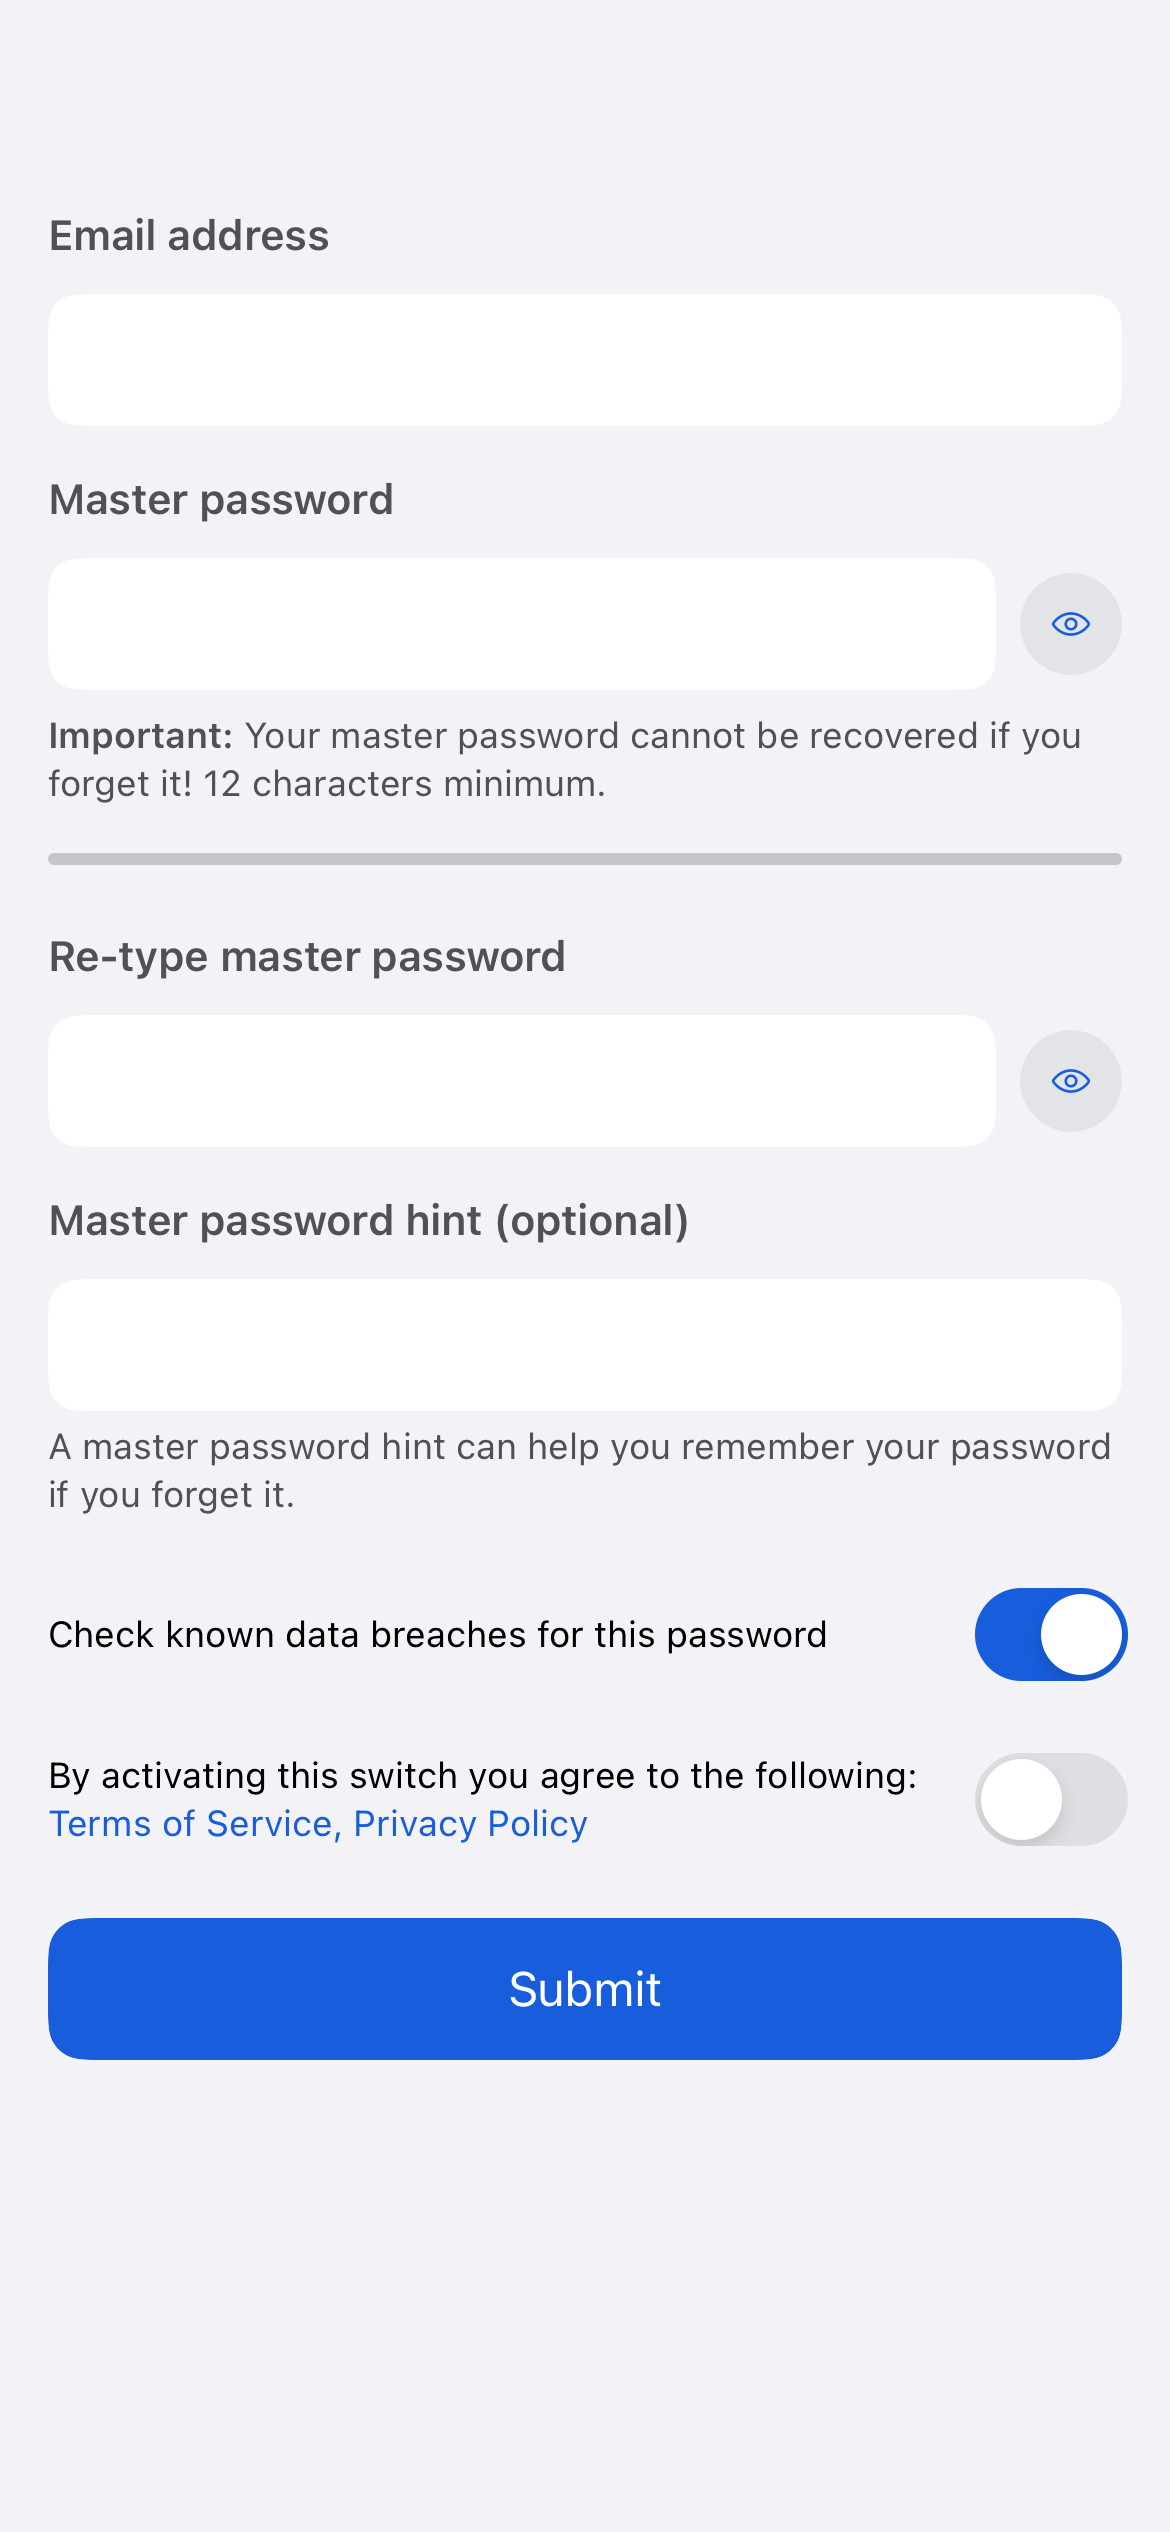 Email address
Master password
Important: Your master password cannot be recovered if you
forget it! 12 characters minimum.
Re-type master password
Master password hint (optional)
A master password hint can help you remember your password
if you forget it.
Check known data breaches for this password
By activating this switch you agree to the following:
Terms of Service, Privacy Policy
Submit